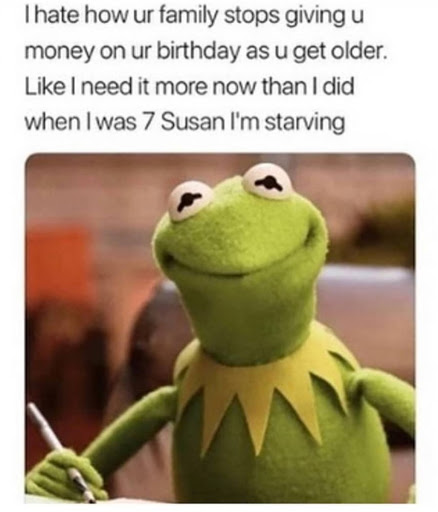 I hate how ur family stops giving u
money on ur birthday as u get older.
Like I need it more now than I did
when I was 7 Susan I'm starving